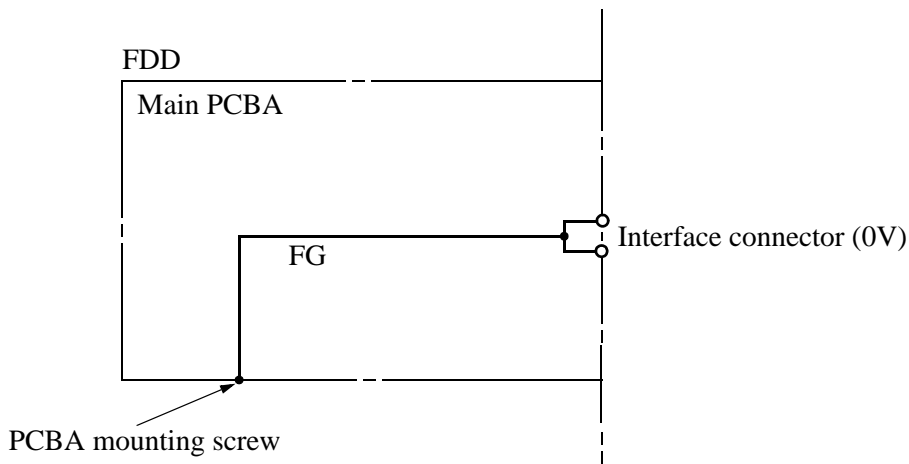 FDD
Main PCBA
Interface connector (0V)
FG
PCBA mounting screw